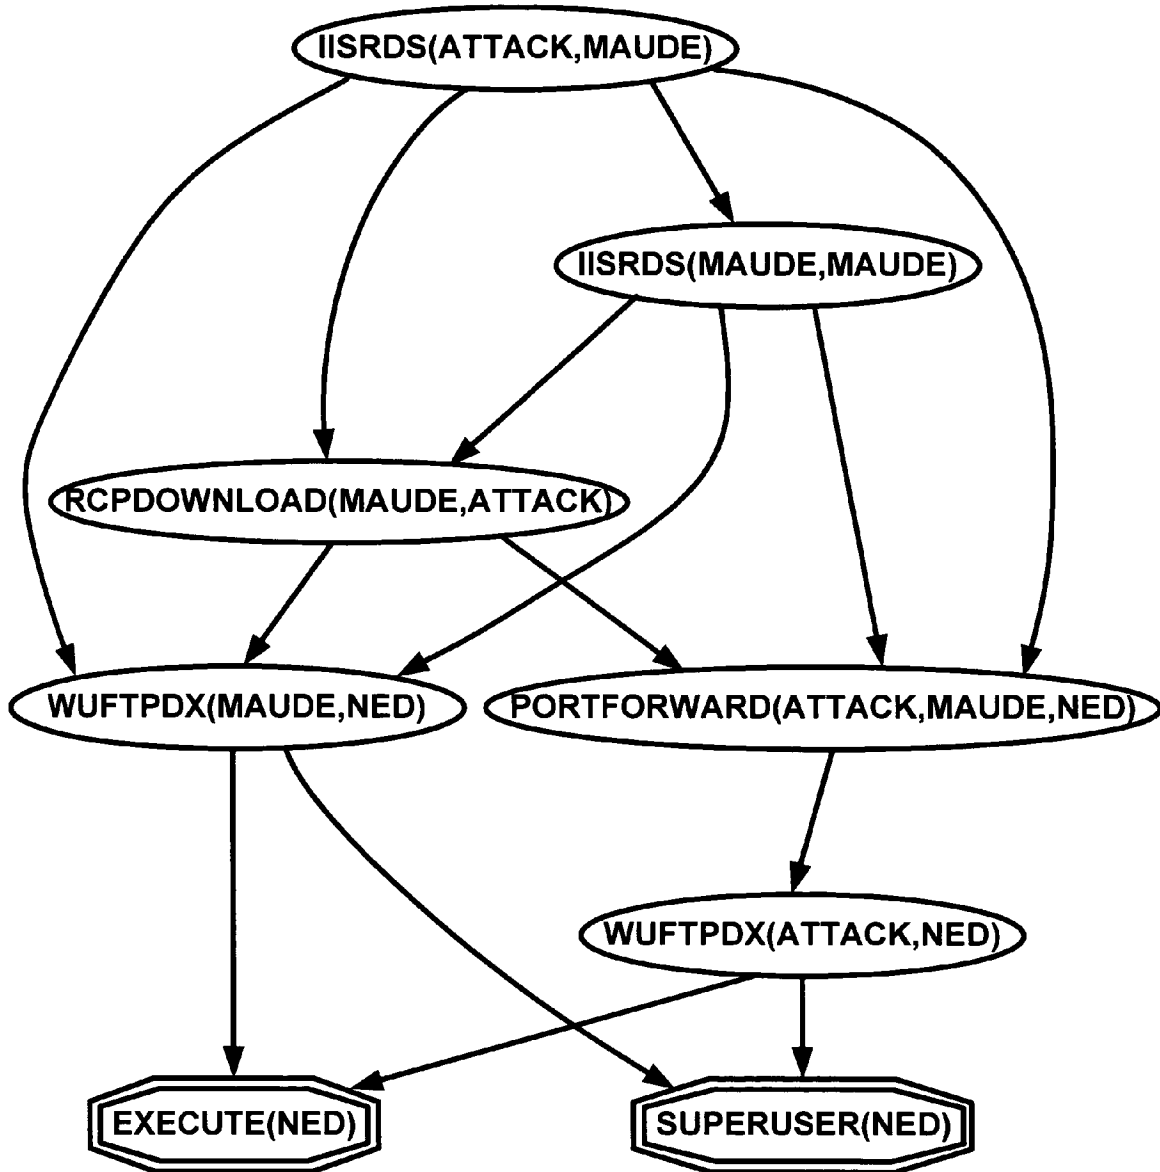 IISRDS(ATTACK,MAUDE)
IISRDS(MAUDE,MAUDE)
RCPDOWNLOAD(MAUDE,ATTACK)
WUFTPDX(MAUDE,NED)
PORTFORWARD(ATTACK,MAUDE,NED)
WUFTPDX(ATTACK,NED)
EXECUTE(NED)
SUPERUSER(NED)